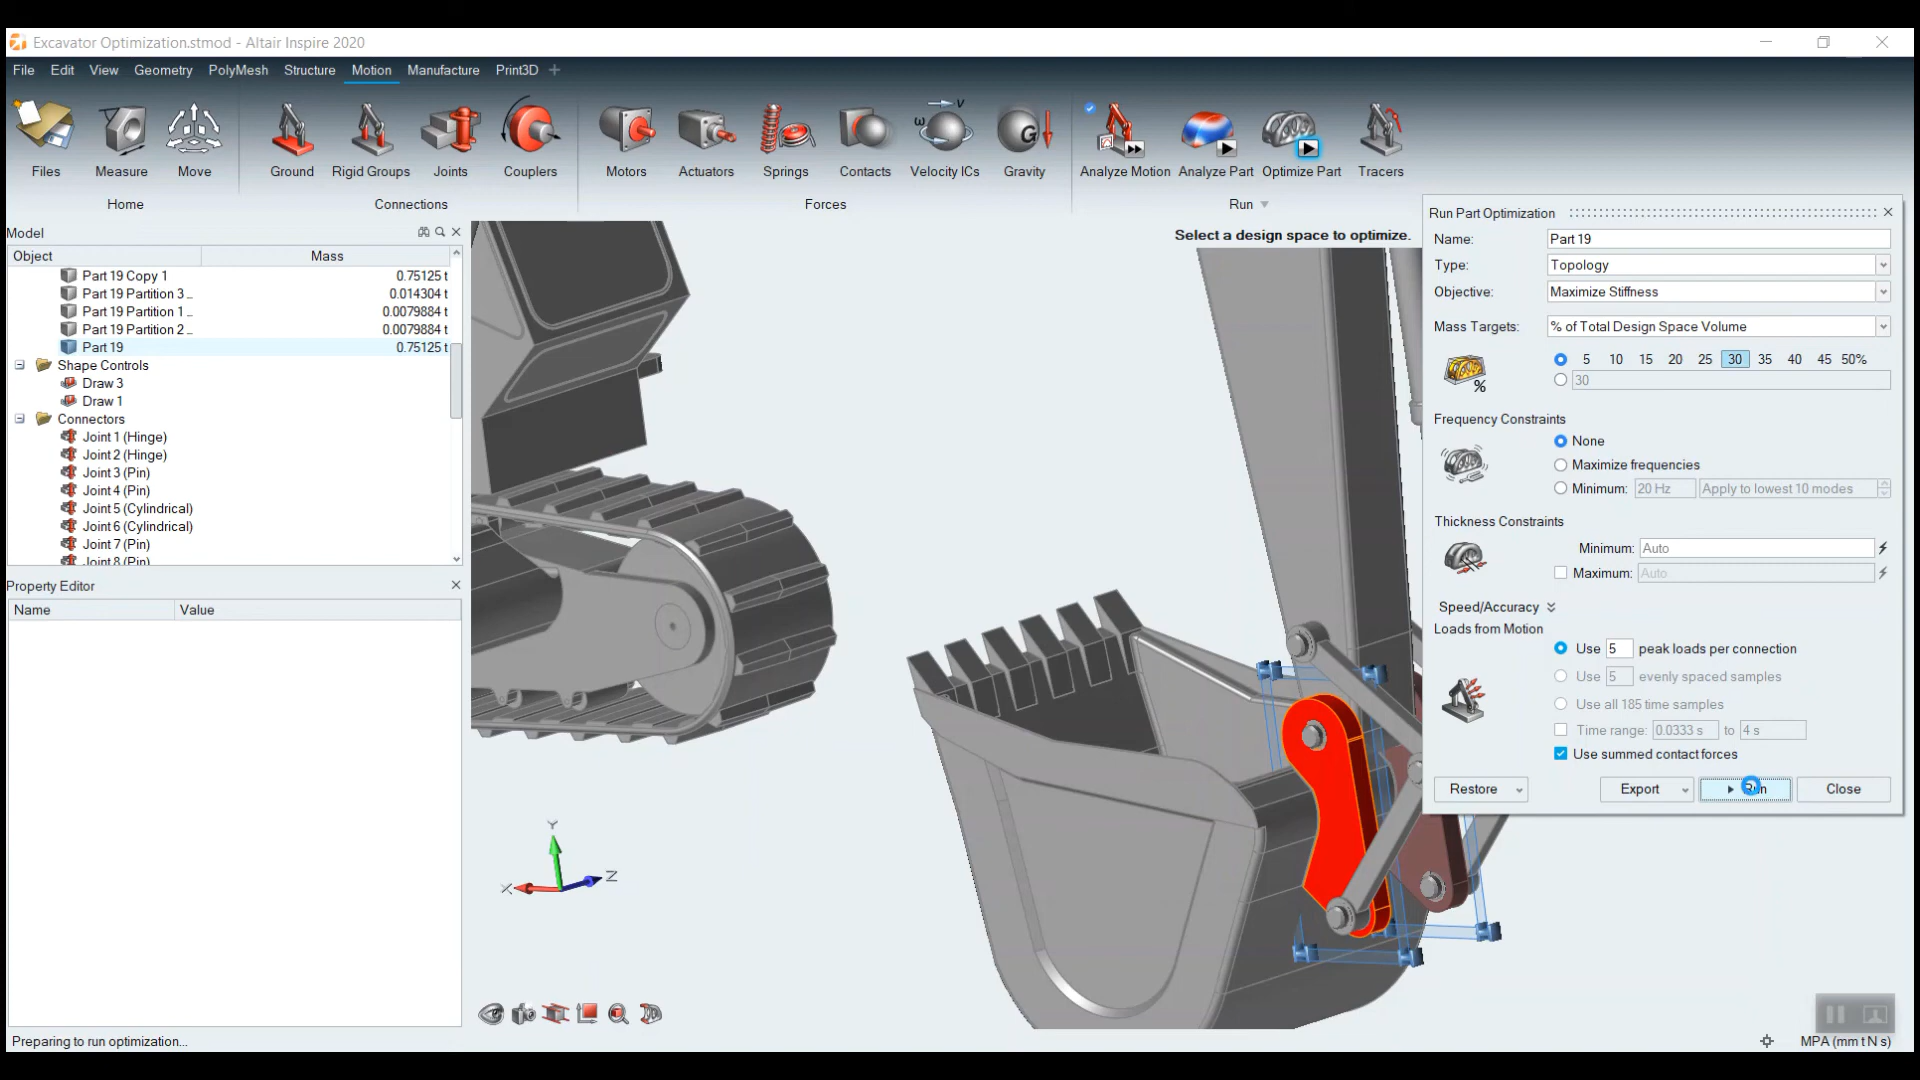 Excavator Optimization.stmod - Altair Inspire 2020
File Edit View Geometry PolyMesh Structure Motion Manufacture Print3D +
Files Measure Move Ground Rigid Groups Joints Couplers Motors Actuators Springs Contacts Velocity ICs Gravity Analyze Motion Analyze Part Optimize Part Tracers
Home Connections Forces Run
Model
Object Mass
Part 19 Copy 1 0.75125 t
Part 19 Partition 3 ... 0.014304 t
Part 19 Partition 1 ... 0.0079884 t
Part 19 Partition 2 ... 0.0079884 t
Part 19 0.75125 t
Shape Controls
Draw 3
Draw 1
Connectors
Joint 1 (Hinge)
Joint 2 (Hinge)
Joint 3 (Pin)
Joint 4 (Pin)
Joint 5 (Cylindrical)
Joint 6 (Cylindrical)
Joint 7 (Pin)
Joint 8 (Pin)
Property Editor
Name Value
Select a design space to optimize.
Y
X
Z
Run Part Optimization
Name: Part 19
Type: Topology
Objective: Maximize Stiffness
Mass Targets: % of Total Design Space Volume
5 10 15 20 25 30 35 40 45 50%
30
%
Frequency Constraints
None
Maximize frequencies
Minimum: 20 Hz Apply to lowest 10 modes
Thickness Constraints
Minimum: Auto
Maximum: Auto
Speed/Accuracy
Loads from Motion
Use 5 peak loads per connection
Use 5 evenly spaced samples
Use all 185 time samples
Time range: 0.0333 s to 4 s
Use summed contact forces
Restore Export Run Close
Preparing to run optimization...
MPA (mm t N s)